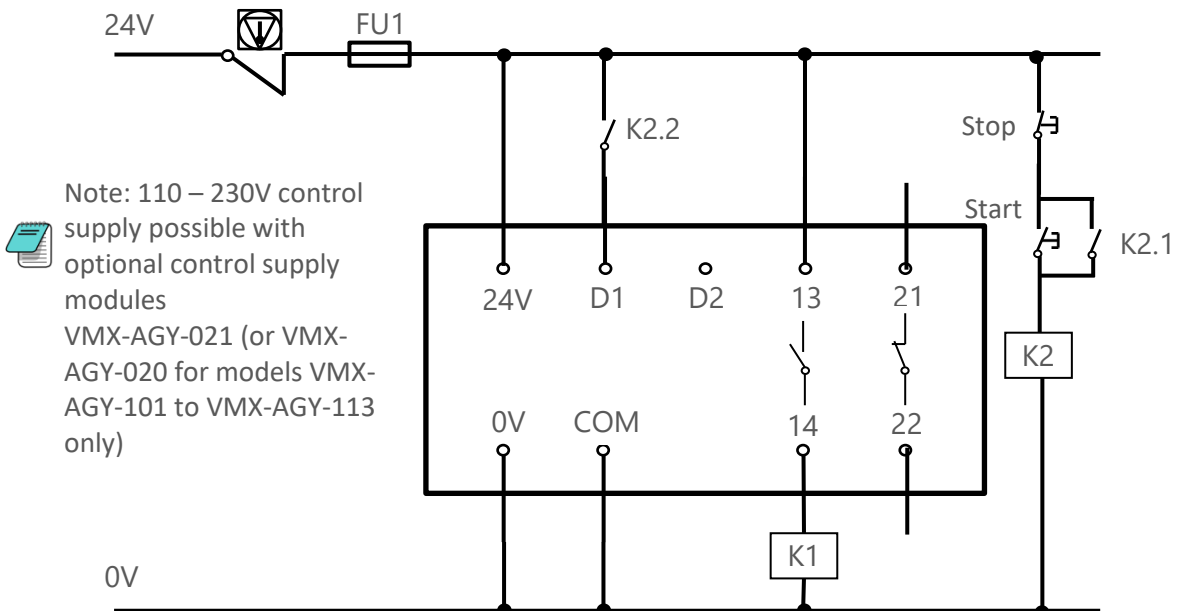 24V
FU1
K2.2
Stop
Note: 110 – 230V control
supply possible with
optional control supply
modules
VMX-AGY-021 (or VMX-
AGY-020 for models VMX-
AGY-101 to VMX-AGY-113
only)
Start
K2.1
24V D1 D2 13 21
K2
0V COM 14 22
K1
0V